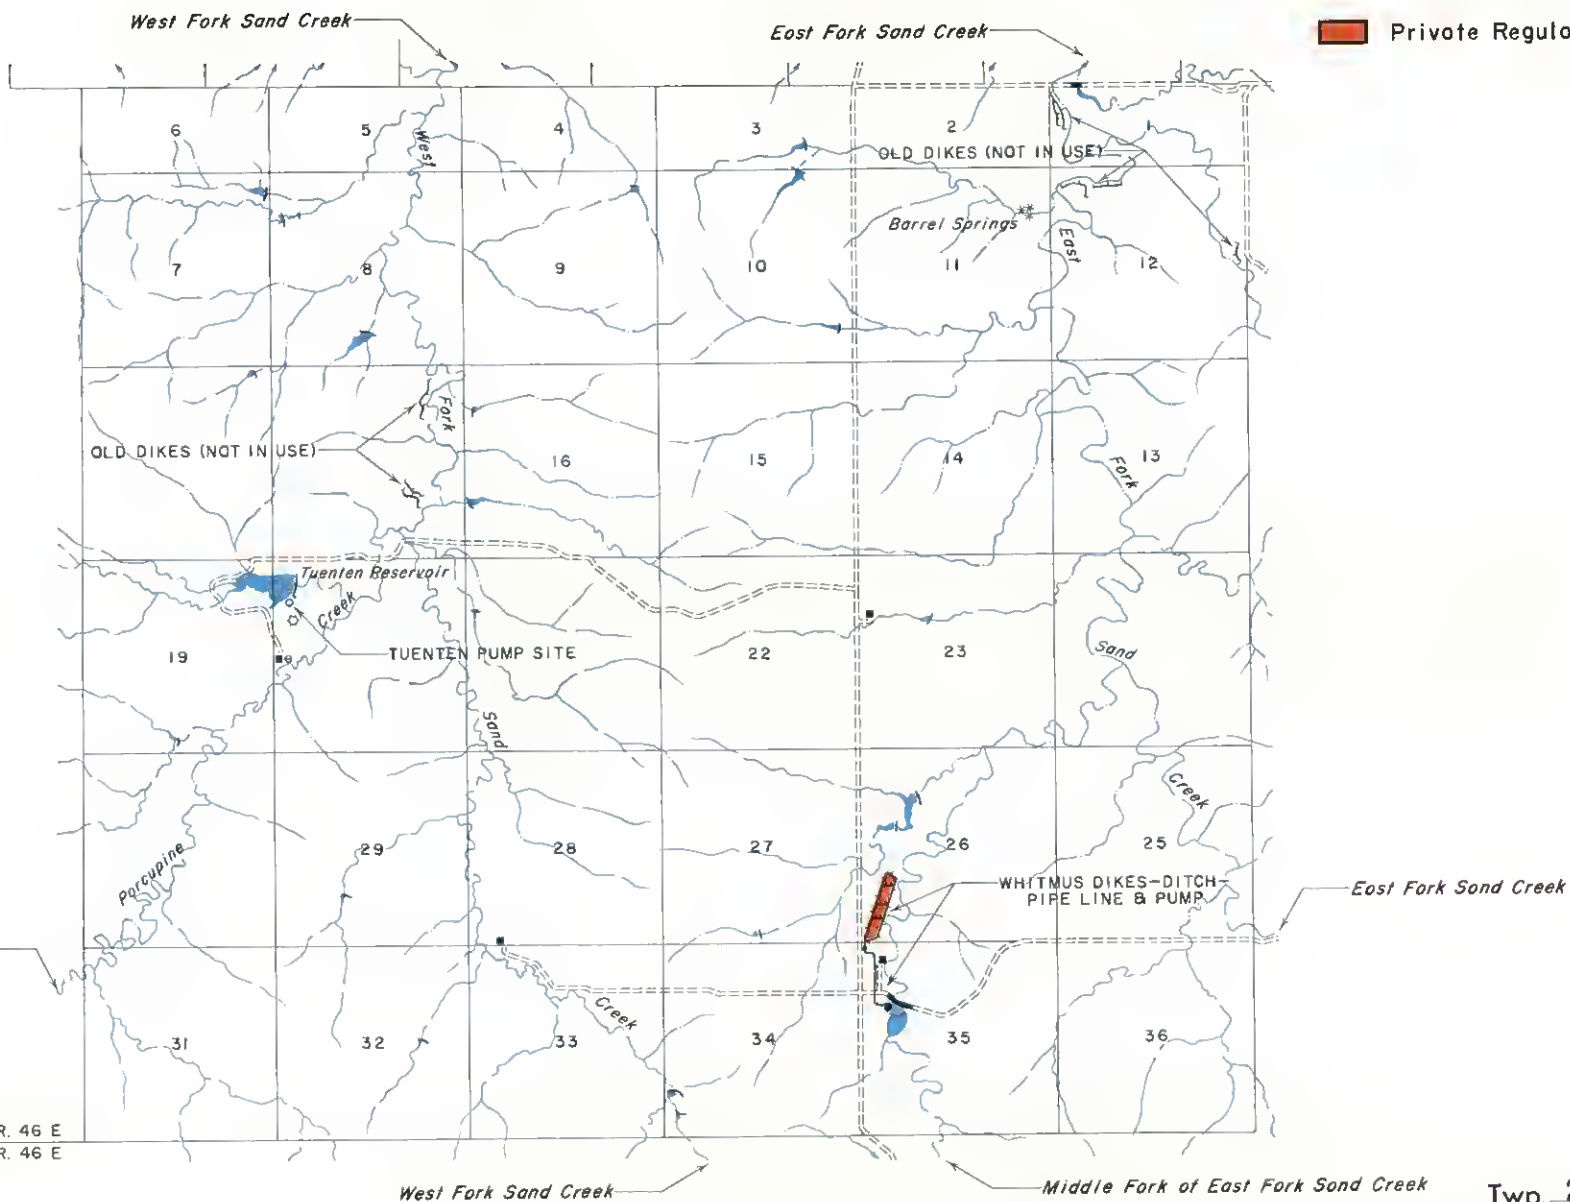 West Fork Sand Creek
East Fork Sand Creek
Private Regula
6
5
4
3
2
1
West
OLD DIKES (NOT IN USE)
Barrel Springs
East
7
8
9
10
11
12
Fork
OLD DIKES (NOT IN USE)
16
15
14
13
Fork
Tuenten Reservoir
Creek
TUENTEN PUMP SITE
19
22
23
Sand
Sand
Creek
Porcupine
29
28
27
26
25
WHITMUS DIKES-DITCH-
PIPE LINE & PUMP
East Fork Sand Creek
Creek
31
32
33
34
35
36
R. 46 E
R. 46 E
West Fork Sand Creek
Middle Fork of East Fork Sand Creek
Twp.